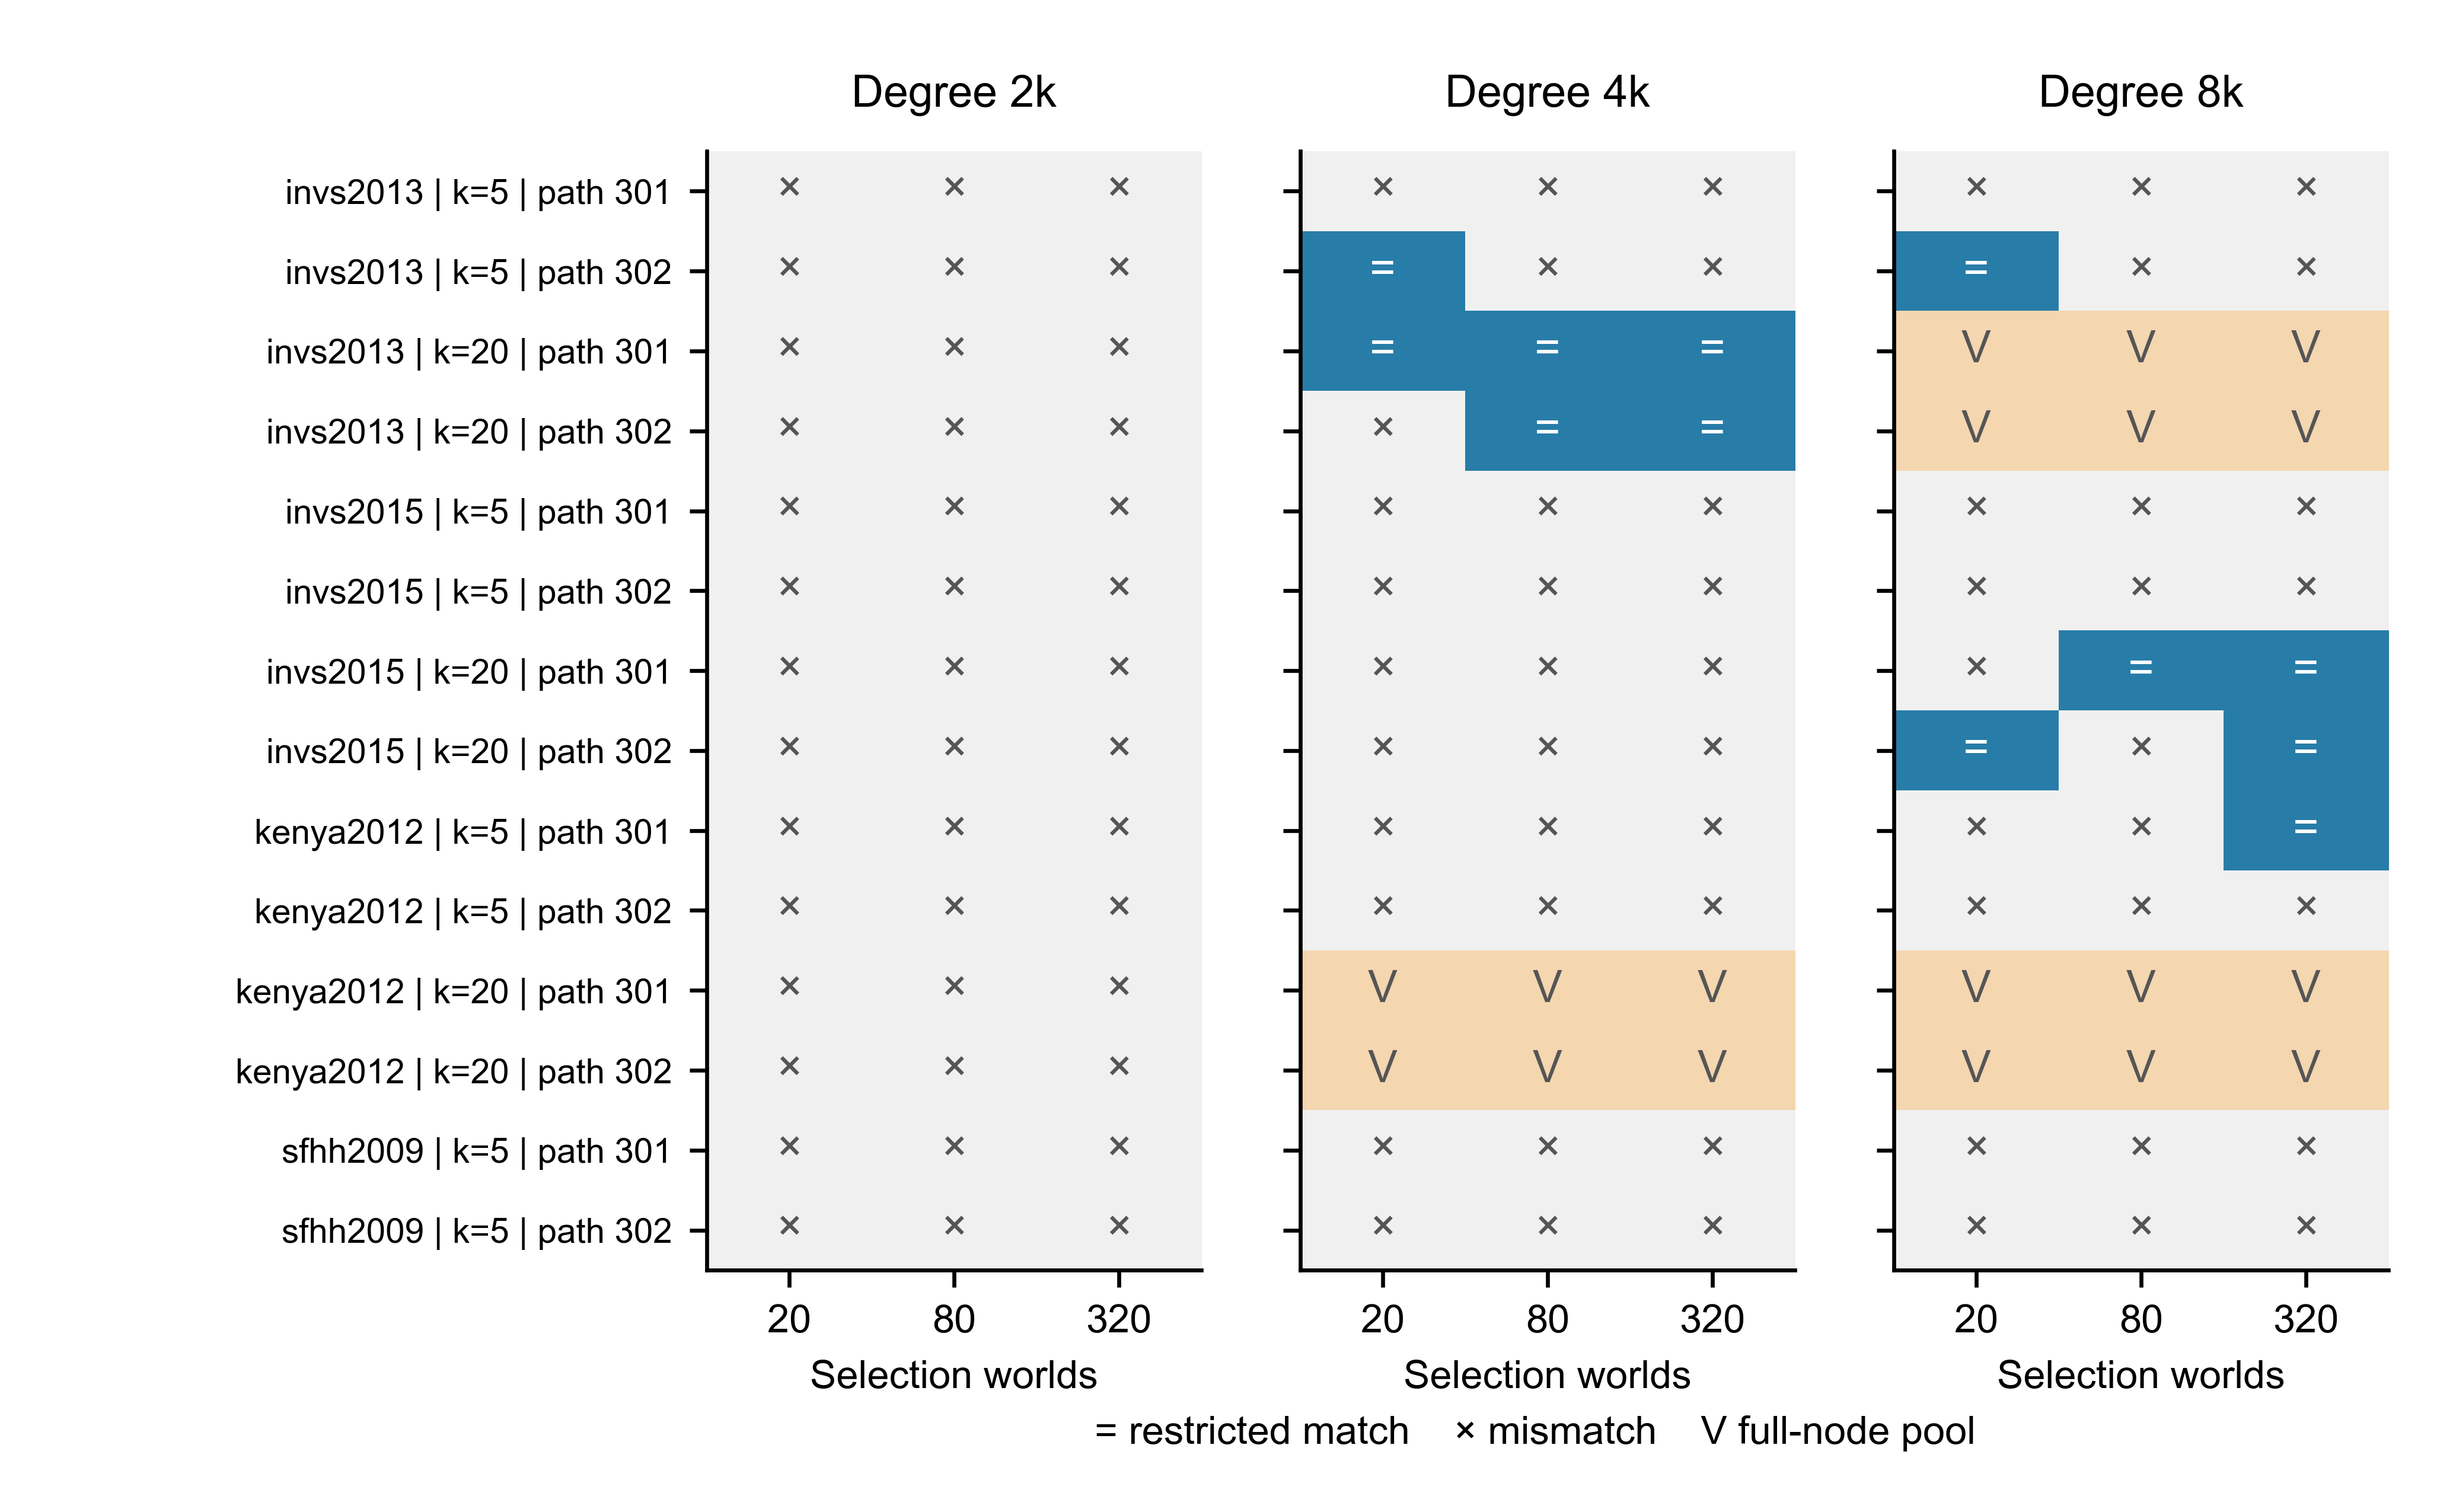 Degree 2k Degree 4k Degree 8k
invs2013 | k=5 | path 301 × × × × × × × × ×
invs2013 | k=5 | path 302 × × × = × × = × ×
invs2013 | k=20 | path 301 × × × = = = V V V
invs2013 | k=20 | path 302 × × × × = = V V V
invs2015 | k=5 | path 301 × × × × × × × × ×
invs2015 | k=5 | path 302 × × × × × × × × ×
invs2015 | k=20 | path 301 × × × × × × × = =
invs2015 | k=20 | path 302 × × × × × × = × =
kenya2012 | k=5 | path 301 × × × × × × × × =
kenya2012 | k=5 | path 302 × × × × × × × × ×
kenya2012 | k=20 | path 301 × × × V V V V V V
kenya2012 | k=20 | path 302 × × × V V V V V V
sfhh2009 | k=5 | path 301 × × × × × × × × ×
sfhh2009 | k=5 | path 302 × × × × × × × × ×
20 80 320 20 80 320 20 80 320
Selection worlds Selection worlds Selection worlds
= restricted match × mismatch V full-node pool